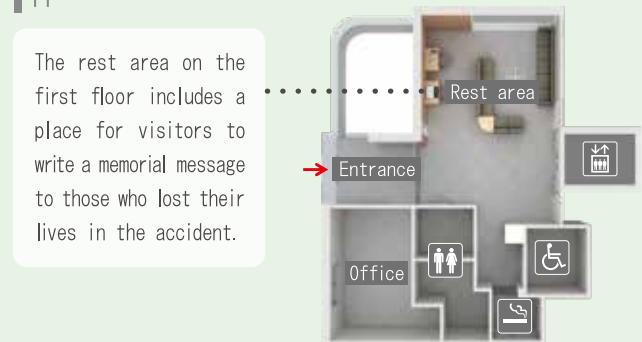 The rest area on the
first floor includes a
place for visitors to
write a memorial message
to those who lost their
lives in the accident.
Rest area
Entrance
Office